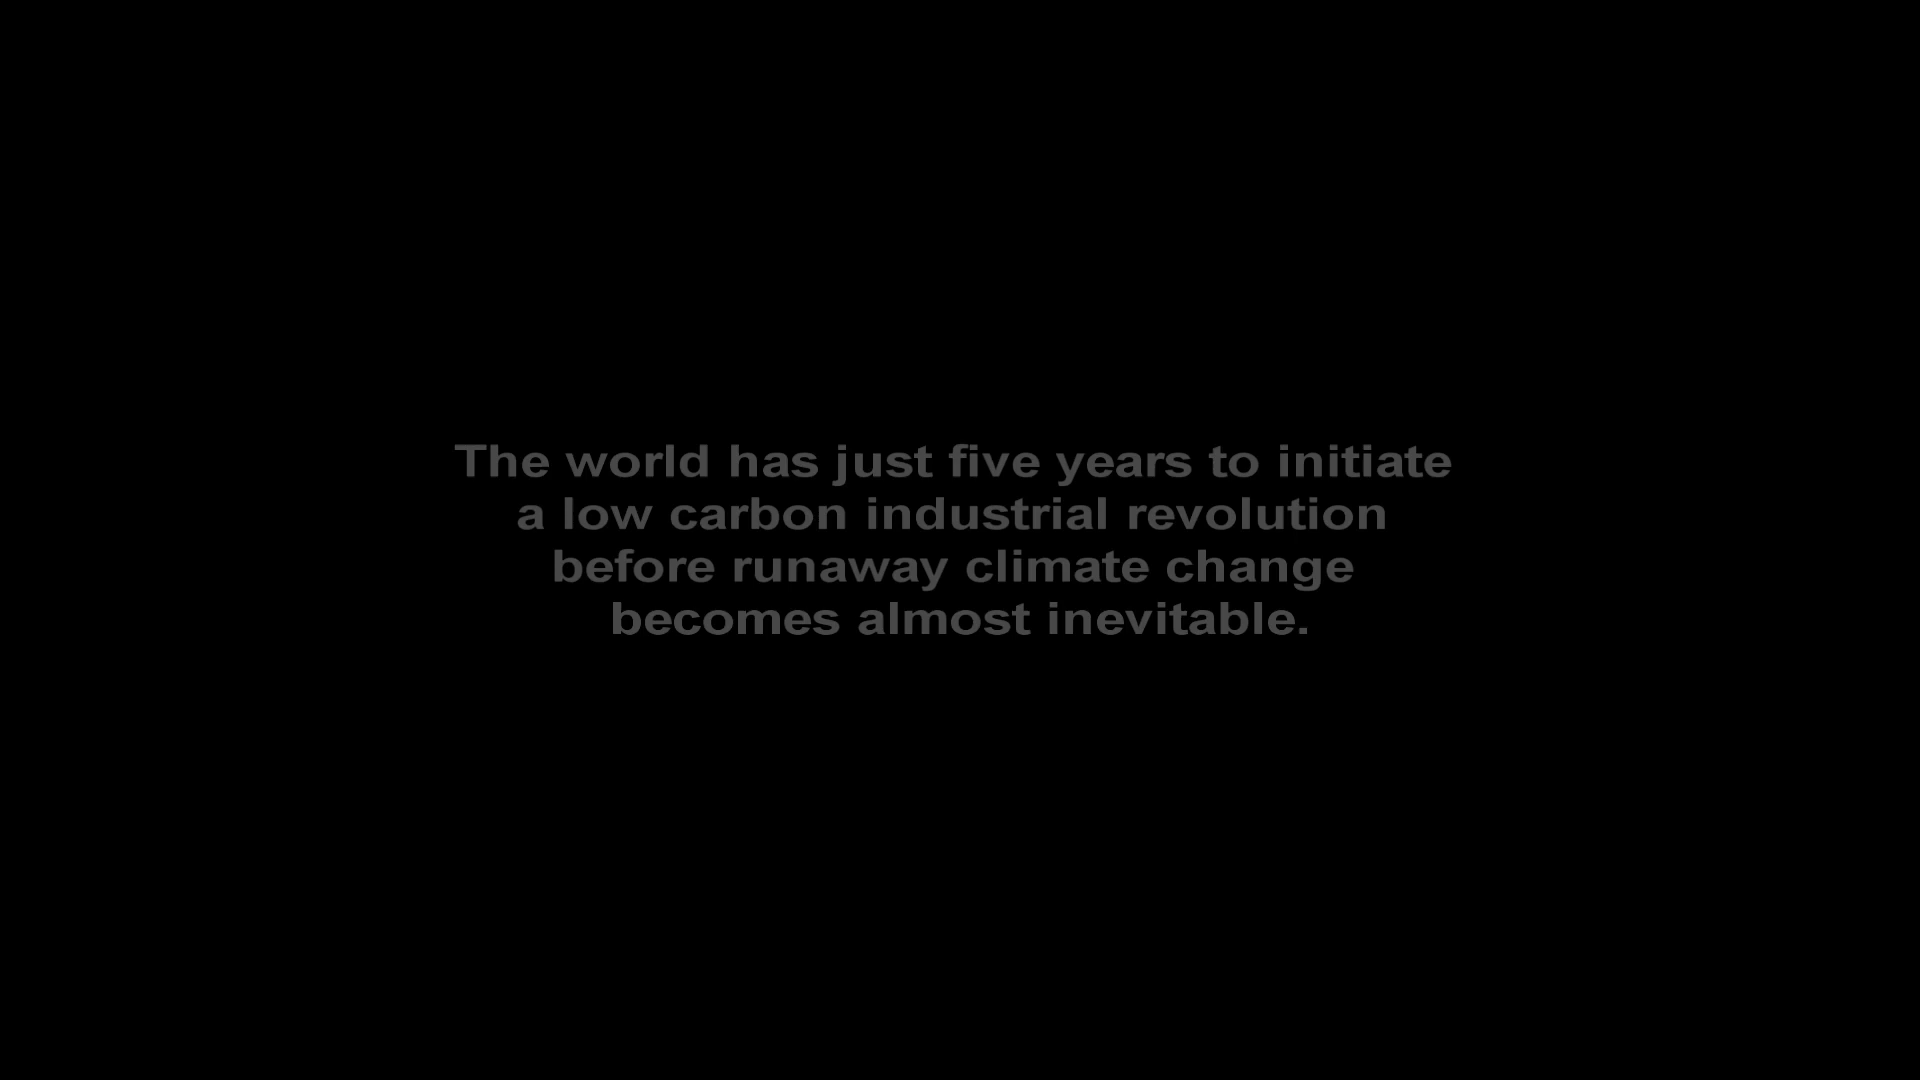 The world has just five years to initiate
a low carbon industrial revolution
before runaway climate change
becomes almost inevitable.